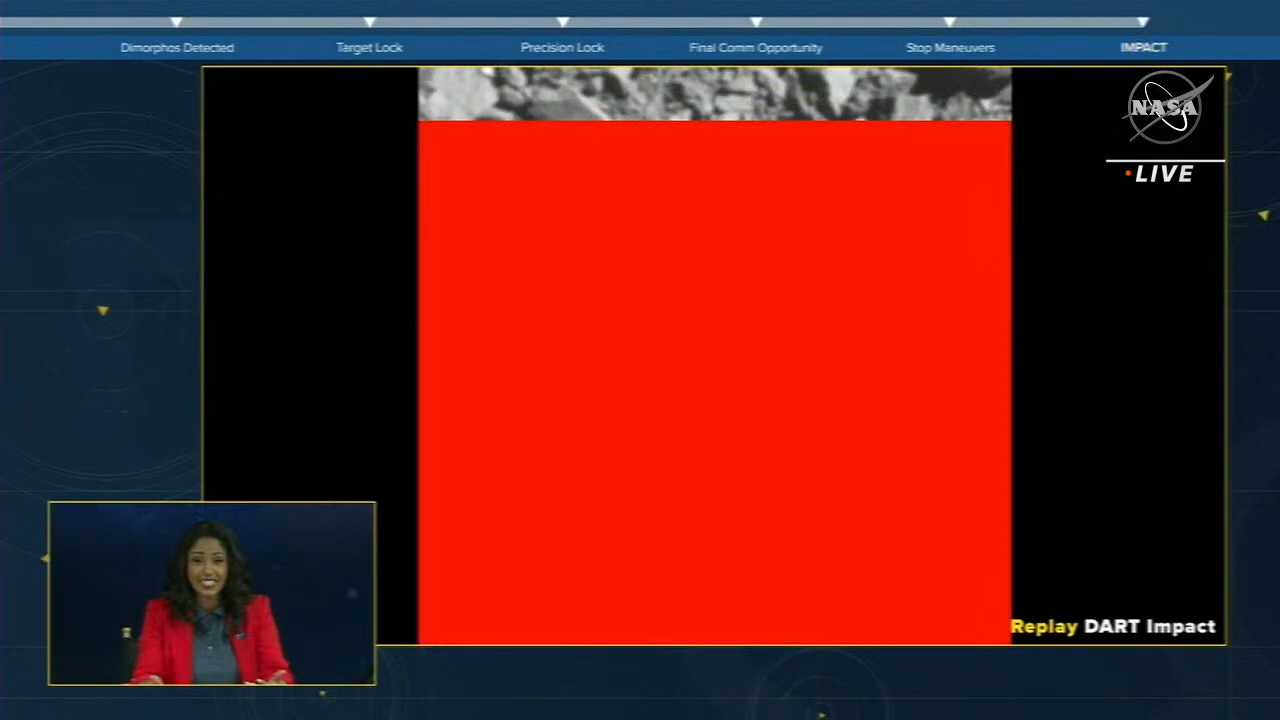 Dimorphos Detected
Target Lock
Precision Lock
Final Comm Opportunity
Stop Maneuvers
IMPACT
NASA
LIVE
Replay DART Impact